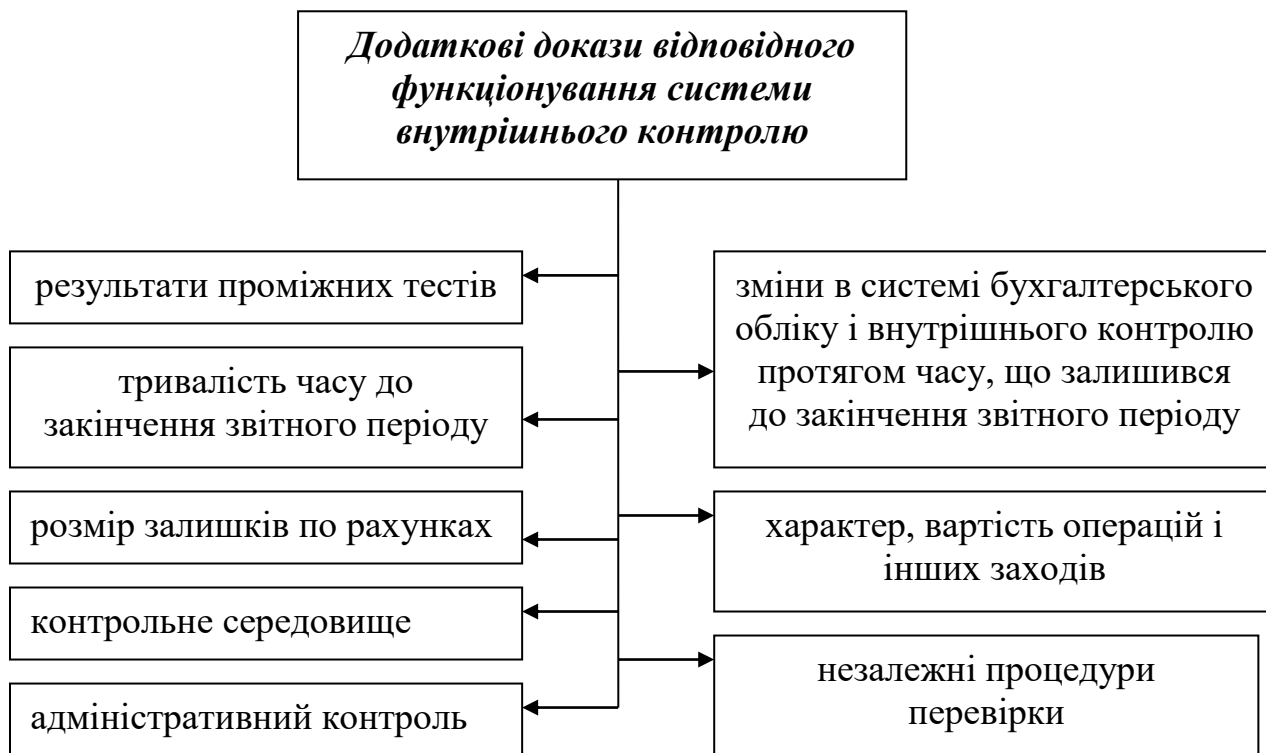 Додаткові докази відповідного
функціонування системи
внутрішнього контролю
результати проміжних тестів
тривалість часу до
закінчення звітного періоду
розмір залишків по рахунках
контрольне середовище
адміністративний контроль
зміни в системі бухгалтерського
обліку і внутрішнього контролю
протягом часу, що залишився
до закінчення звітного періоду
характер, вартість операцій і
інших заходів
незалежні процедури
перевірки